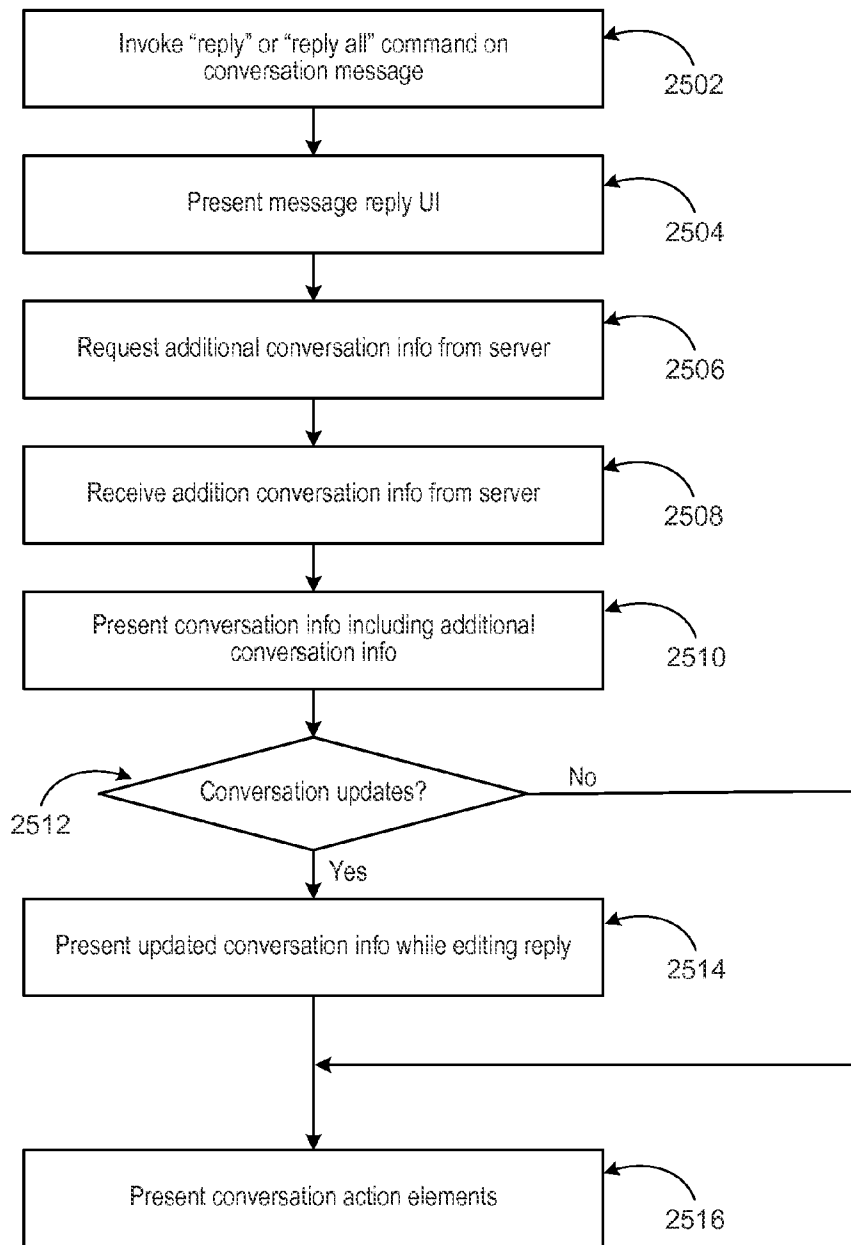 Invoke “reply” or “reply all” command on
conversation message
2502
Present message reply UI
2504
Request additional conversation info from server
2506
Receive addition conversation info from server
2508
Present conversation info including additional
conversation info
2510
Conversation updates?
No
2512
Yes
Present updated conversation info while editing reply
2514
Present conversation action elements
2516